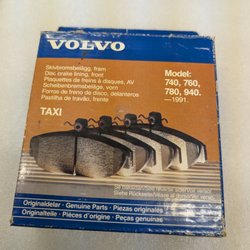 VOLVO
Skivbromsbelägg, fram
Disc brake lining, front
Plaquettes de freins à disques, AV
Scheibenbremsbeläge, vorn
Forros de freno de disco, delanteros
Pastilha de travão, frente
Model:
740, 760,
780, 940.
—1991.
TAXI
Originaldelar · Genuine Parts · Piezas originales
Originalteile · Pièces d'origine · Peças genuínas